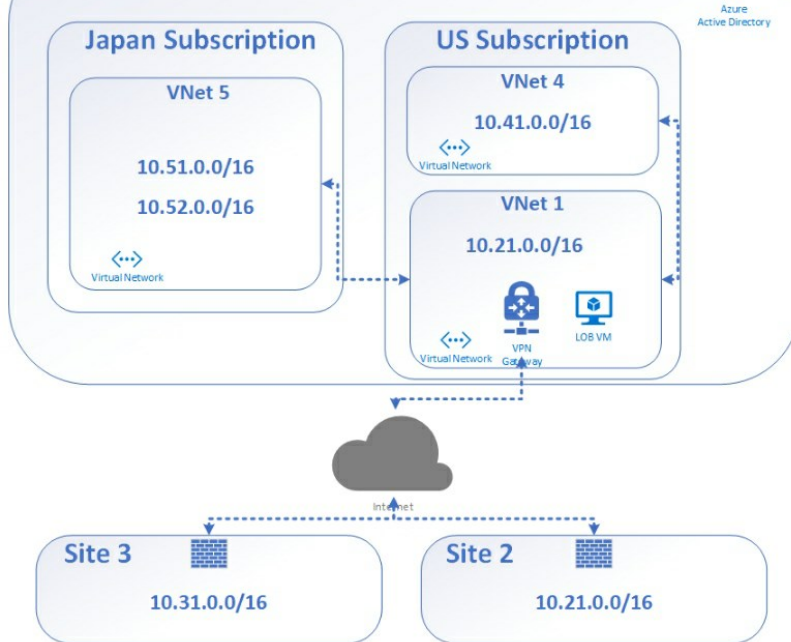 Azure
Active Directory
Japan Subscription
US Subscription
VNet 5
10.51.0.0/16
10.52.0.0/16
Virtual Network
VNet 4
10.41.0.0/16
Virtual Network
VNet 1
10.21.0.0/16
Virtual Network
VPN
Gateway
LOB VM
Internet
Site 3
10.31.0.0/16
Site 2
10.21.0.0/16